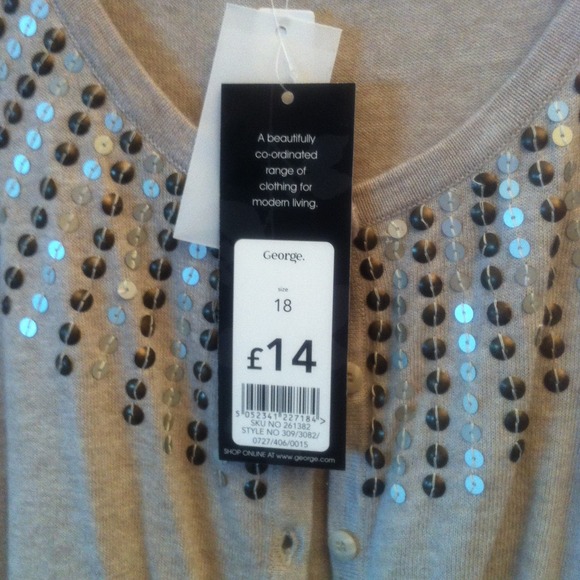 A beautifully
co-ordinated
range of
clothing for
modern living.
George.
size
18
£14
5 052341 227184 >
SKU NO 261382
STYLE NO 309/3082/
0727/406/0015
SHOP ONLINE AT www.george.com